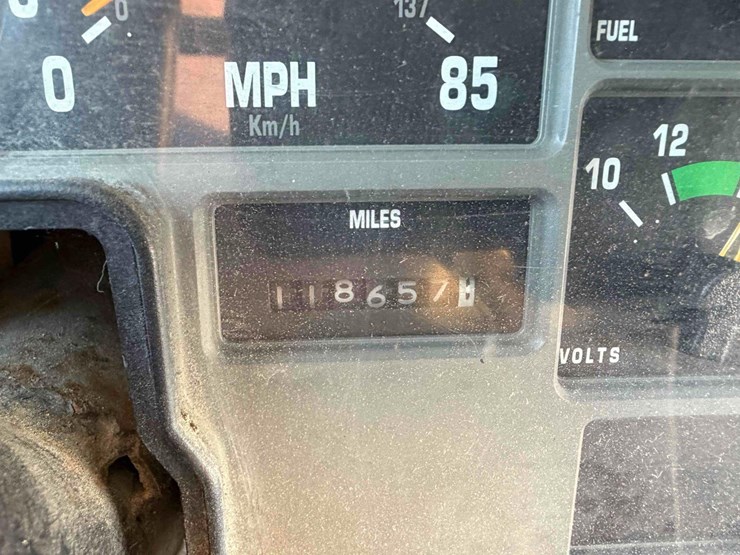 0 MPH 85
Km/h
137
0
FUEL
10 12
VOLTS
MILES
118657